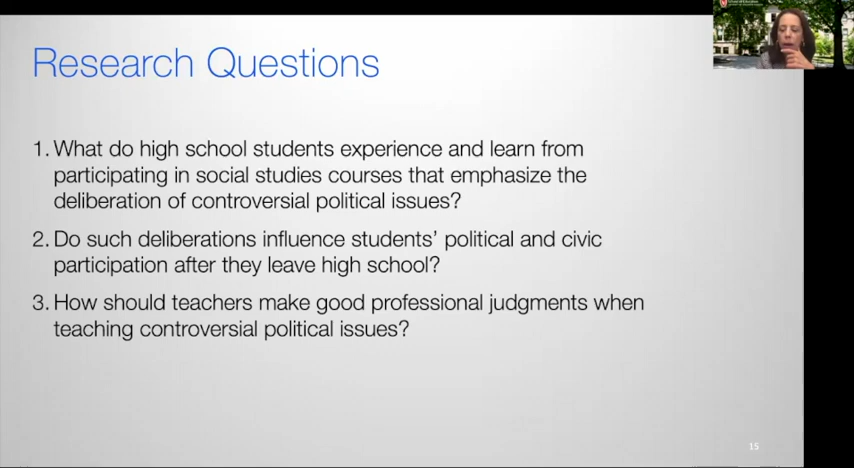 Research Questions
1. What do high school students experience and learn from
participating in social studies courses that emphasize the
deliberation of controversial political issues?
2. Do such deliberations influence students' political and civic
participation after they leave high school?
3. How should teachers make good professional judgments when
teaching controversial political issues?
15